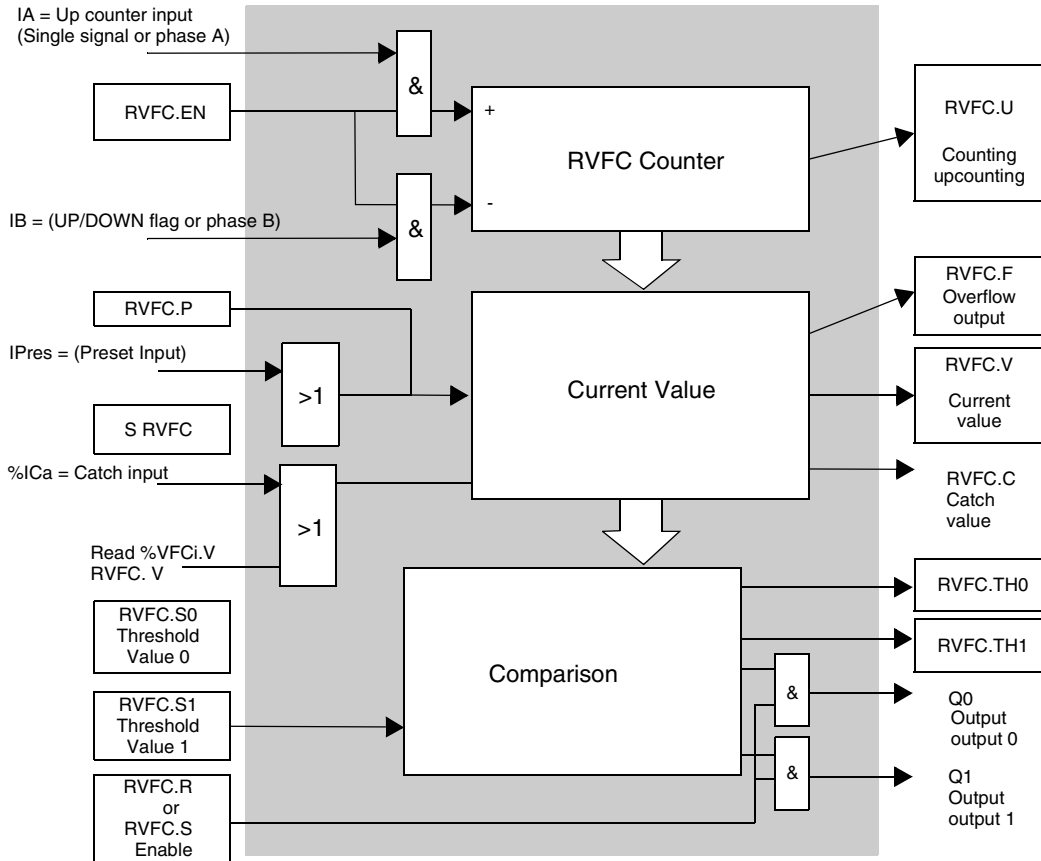 IA = Up counter input
(Single signal or phase A)
&
RVFC.EN
+
RVFC Counter
RVFC.U
Counting
upcounting
IB = (UP/DOWN flag or phase B)
&
-
RVFC.P
RVFC.F
Overflow
output
IPres = (Preset Input)
>1
Current Value
RVFC.V
Current
value
S RVFC
%ICa = Catch input
>1
RVFC.C
Catch
value
Read %VFCi.V
RVFC. V
RVFC.TH0
RVFC.S0
Threshold
Value 0
RVFC.TH1
Comparison
&
Q0
Output
output 0
RVFC.S1
Threshold
Value 1
&
Q1
Output
output 1
RVFC.R
or
RVFC.S
Enable